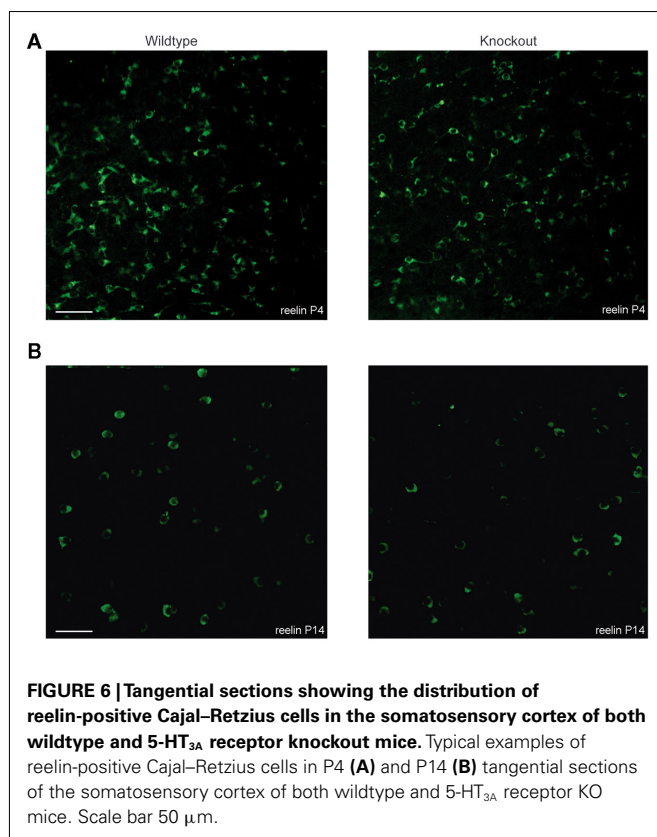 A
Wildtype
Knockout
reelin P4
reelin P4
B
reelin P14
reelin P14
FIGURE 6 | Tangential sections showing the distribution of
reelin-positive Cajal–Retzius cells in the somatosensory cortex of both
wildtype and 5-HT3A receptor knockout mice. Typical examples of
reelin-positive Cajal–Retzius cells in P4 (A) and P14 (B) tangential sections
of the somatosensory cortex of both wildtype and 5-HT3A receptor KO
mice. Scale bar 50 μm.